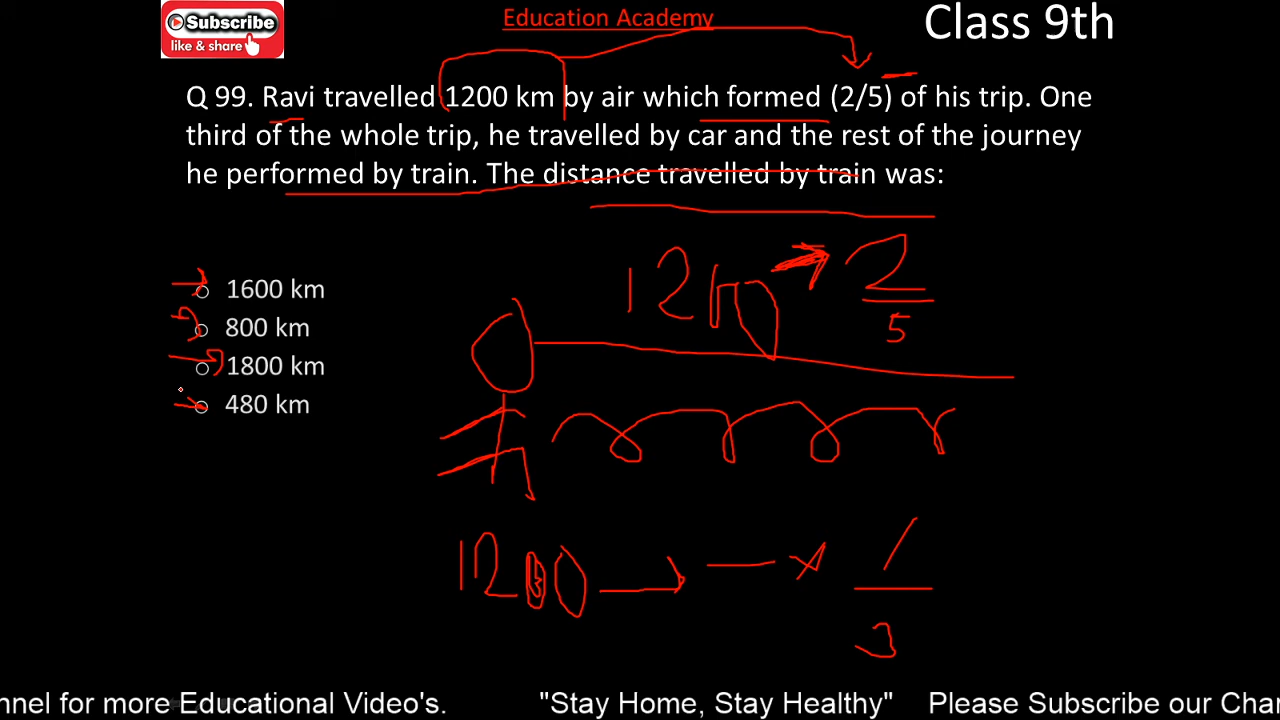 Subscribe
like & share
Education Academy
Class 9th
Q 99. Ravi travelled 1200 km by air which formed (2/5) of his trip. One
third of the whole trip, he travelled by car and the rest of the journey
he performed by train. The distance travelled by train was:
1600 km
800 km
1800 km
480 km
1200 → 2/5
1200 → — × 1/3
nnel for more Educational Video's. "Stay Home, Stay Healthy" Please Subscribe our Chan